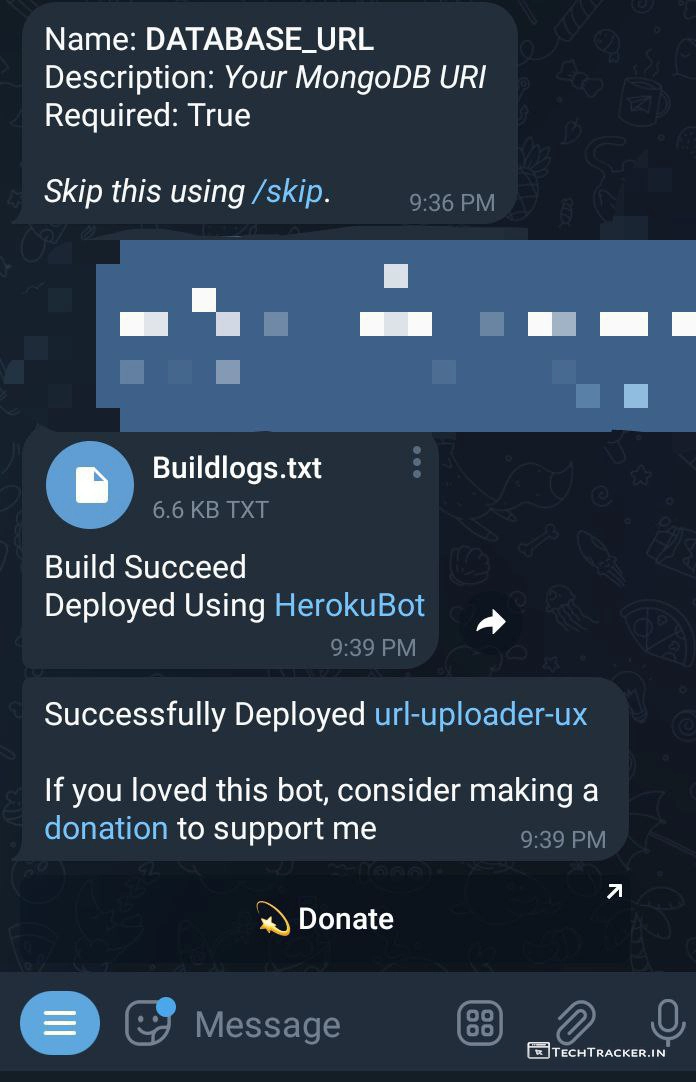 Name: DATABASE_URL
Description: Your MongoDB URI
Required: True
Skip this using /skip.
9:36 PM
Buildlogs.txt
6.6 KB TXT
Build Succeed
Deployed Using HerokuBot
9:39 PM
Successfully Deployed url-uploader-ux
If you loved this bot, consider making a
donation to support me
9:39 PM
💫 Donate
Message
TECHTRACKER.IN